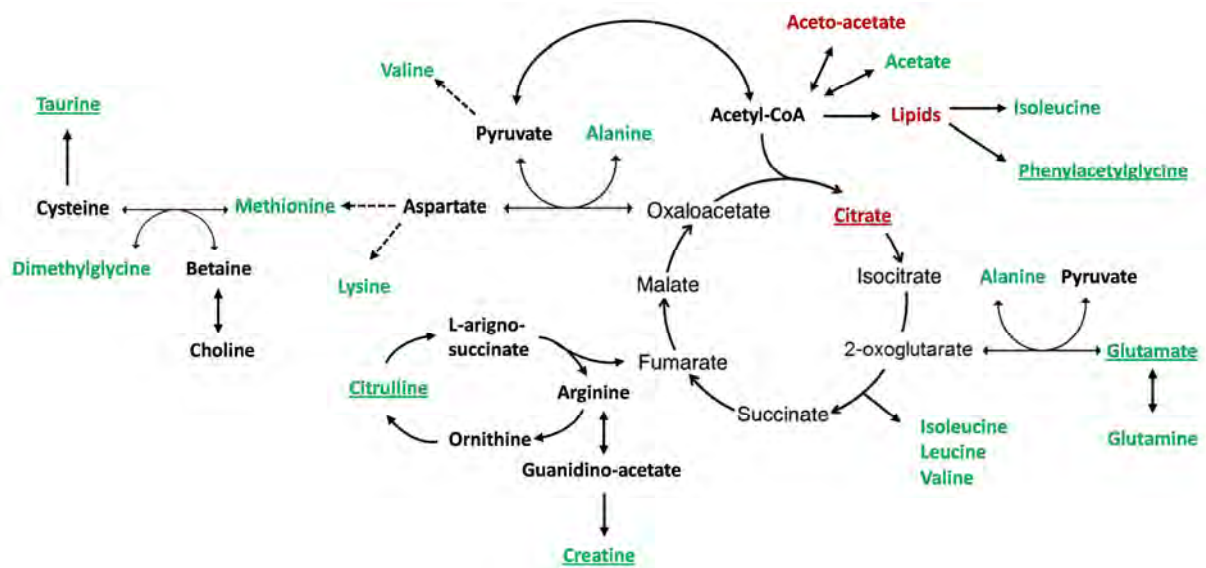 Aceto-acetate
Valine
Acetate
Taurine
Pyruvate
Alanine
Acetyl-CoA
Lipids
Isoleucine
Phenylacetylglycine
Cysteine
Methionine
Aspartate
Oxaloacetate
Citrate
Dimethylglycine
Betaine
Lysine
Malate
Isocitrate
Alanine
Pyruvate
Choline
L-arigno-
succinate
Fumarate
2-oxoglutarate
Glutamate
Citrulline
Arginine
Succinate
Ornithine
Isoleucine
Leucine
Valine
Glutamine
Guanidino-acetate
Creatine